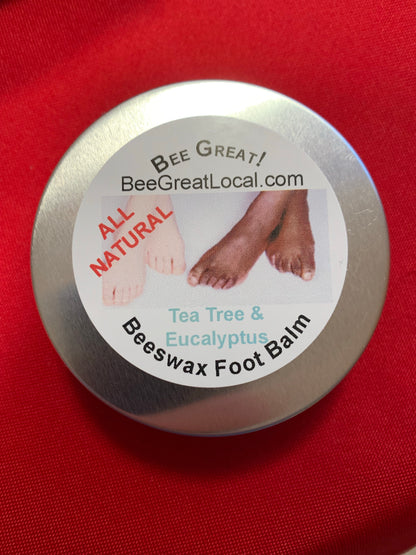 BEE GREAT!
BeeGreatLocal.com
ALL
NATURAL
Tea Tree &
Eucalyptus
Beeswax Foot Balm